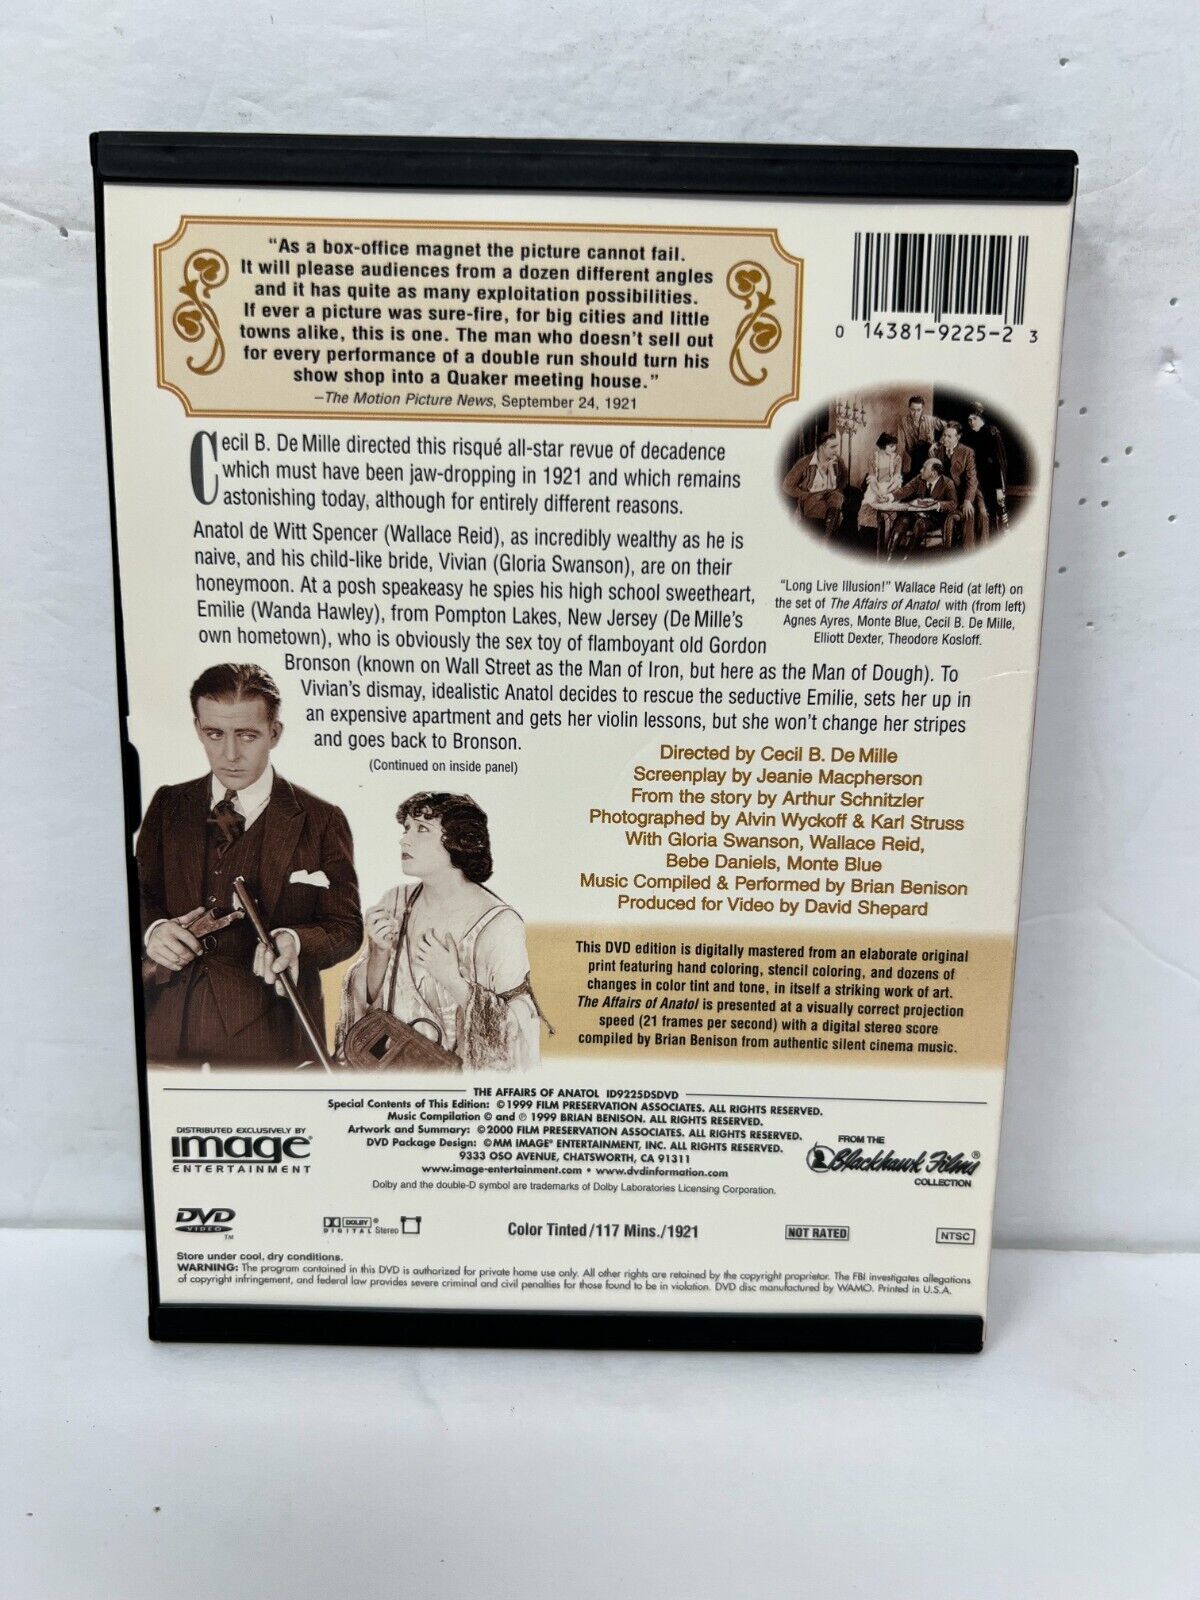 “As a box-office magnet the picture cannot fail.
It will please audiences from a dozen different angles
and it has quite as many exploitation possibilities.
If ever a picture was sure-fire, for big cities and little
towns alike, this is one. The man who doesn’t sell out
for every performance of a double run should turn his
show shop into a Quaker meeting house.”
–The Motion Picture News, September 24, 1921
0 14381-9225-2 3
Cecil B. De Mille directed this risqué all-star revue of decadence
which must have been jaw-dropping in 1921 and which remains
astonishing today, although for entirely different reasons.
Anatol de Witt Spencer (Wallace Reid), as incredibly wealthy as he is
naive, and his child-like bride, Vivian (Gloria Swanson), are on their
honeymoon. At a posh speakeasy he spies his high school sweetheart,
Emilie (Wanda Hawley), from Pompton Lakes, New Jersey (De Mille’s
own hometown), who is obviously the sex toy of flamboyant old Gordon
Bronson (known on Wall Street as the Man of Iron, but here as the Man of Dough). To
Vivian’s dismay, idealistic Anatol decides to rescue the seductive Emilie, sets her up in
an expensive apartment and gets her violin lessons, but she won’t change her stripes
and goes back to Bronson.
(Continued on inside panel)
“Long Live Illusion!” Wallace Reid (at left) on
the set of The Affairs of Anatol with (from left)
Agnes Ayres, Monte Blue, Cecil B. De Mille,
Elliott Dexter, Theodore Kosloff.
Directed by Cecil B. De Mille
Screenplay by Jeanie Macpherson
From the story by Arthur Schnitzler
Photographed by Alvin Wyckoff & Karl Struss
With Gloria Swanson, Wallace Reid,
Bebe Daniels, Monte Blue
Music Compiled & Performed by Brian Benison
Produced for Video by David Shepard
This DVD edition is digitally mastered from an elaborate original
print featuring hand coloring, stencil coloring, and dozens of
changes in color tint and tone, in itself a striking work of art.
The Affairs of Anatol is presented at a visually correct projection
speed (21 frames per second) with a digital stereo score
compiled by Brian Benison from authentic silent cinema music.
THE AFFAIRS OF ANATOL ID9225DSDVD
Special Contents of This Edition: ©1999 FILM PRESERVATION ASSOCIATES. ALL RIGHTS RESERVED.
Music Compilation © and ℗ 1999 BRIAN BENISON. ALL RIGHTS RESERVED.
Artwork and Summary: ©2000 FILM PRESERVATION ASSOCIATES. ALL RIGHTS RESERVED.
DVD Package Design: ©MM IMAGE® ENTERTAINMENT, INC. ALL RIGHTS RESERVED.
9333 OSO AVENUE, CHATSWORTH, CA 91311
www.image-entertainment.com • www.dvdinformation.com
Dolby and the double-D symbol are trademarks of Dolby Laboratories Licensing Corporation.
DISTRIBUTED EXCLUSIVELY BY
image®
ENTERTAINMENT
FROM THE
Blackhawk Films®
COLLECTION
DVD
VIDEO
TM
DOLBY®
DIGITAL Stereo
Color Tinted/117 Mins./1921
NOT RATED
NTSC
Store under cool, dry conditions.
WARNING: The program contained in this DVD is authorized for private home use only. All other rights are retained by the copyright proprietor. The FBI investigates allegations
of copyright infringement, and federal law provides severe criminal and civil penalties for those found to be in violation. DVD disc manufactured by WAMO. Printed in U.S.A.